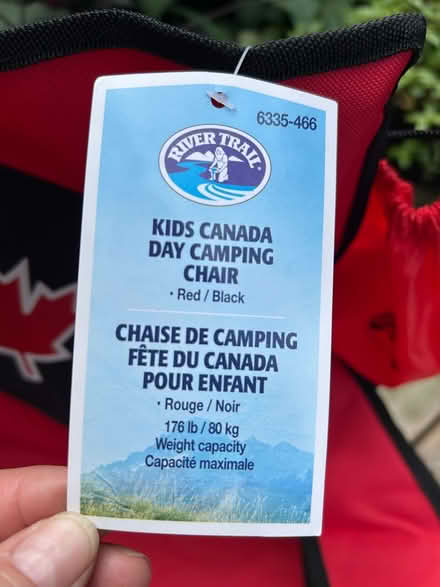 6335-466
RIVER TRAIL
KIDS CANADA
DAY CAMPING
CHAIR
• Red / Black
CHAISE DE CAMPING
FÊTE DU CANADA
POUR ENFANT
• Rouge / Noir
176 lb / 80 kg
Weight capacity
Capacité maximale